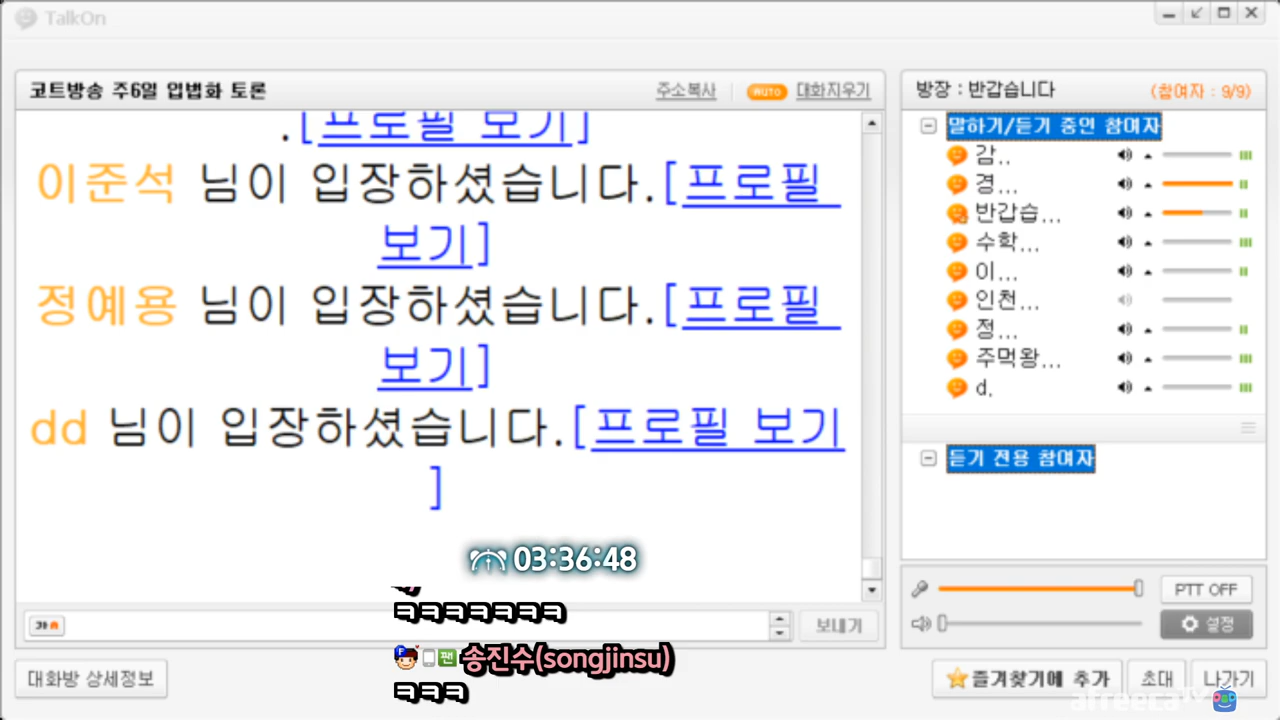 TalkOn
코트방송 주6일 입법화 토론
주소복사
AUTO
대화지우기
.[프로필 보기]
이준석 님이 입장하셨습니다.[프로필
보기]
정예용 님이 입장하셨습니다.[프로필
보기]
dd 님이 입장하셨습니다.[프로필 보기
]
03:36:48
ㅋㅋㅋㅋㅋㅋㅋ
팬 송진수(songjinsu)
ㅋㅋㅋ
가
보내기
대화방 상세정보
방장 : 반갑습니다
(참여자 : 9/9)
말하기/듣기 중인 참여자
감..
경...
반갑습...
수학...
이...
인천...
정...
주먹왕...
d.
듣기 전용 참여자
PTT OFF
설정
즐겨찾기에 추가
초대
나가기
afreecaTV